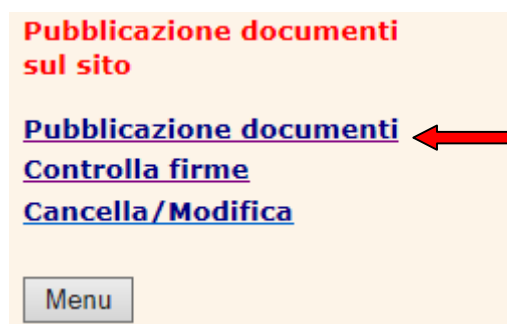 Pubblicazione documenti
sul sito
Pubblicazione documenti
Controlla firme
Cancella/Modifica
Menu